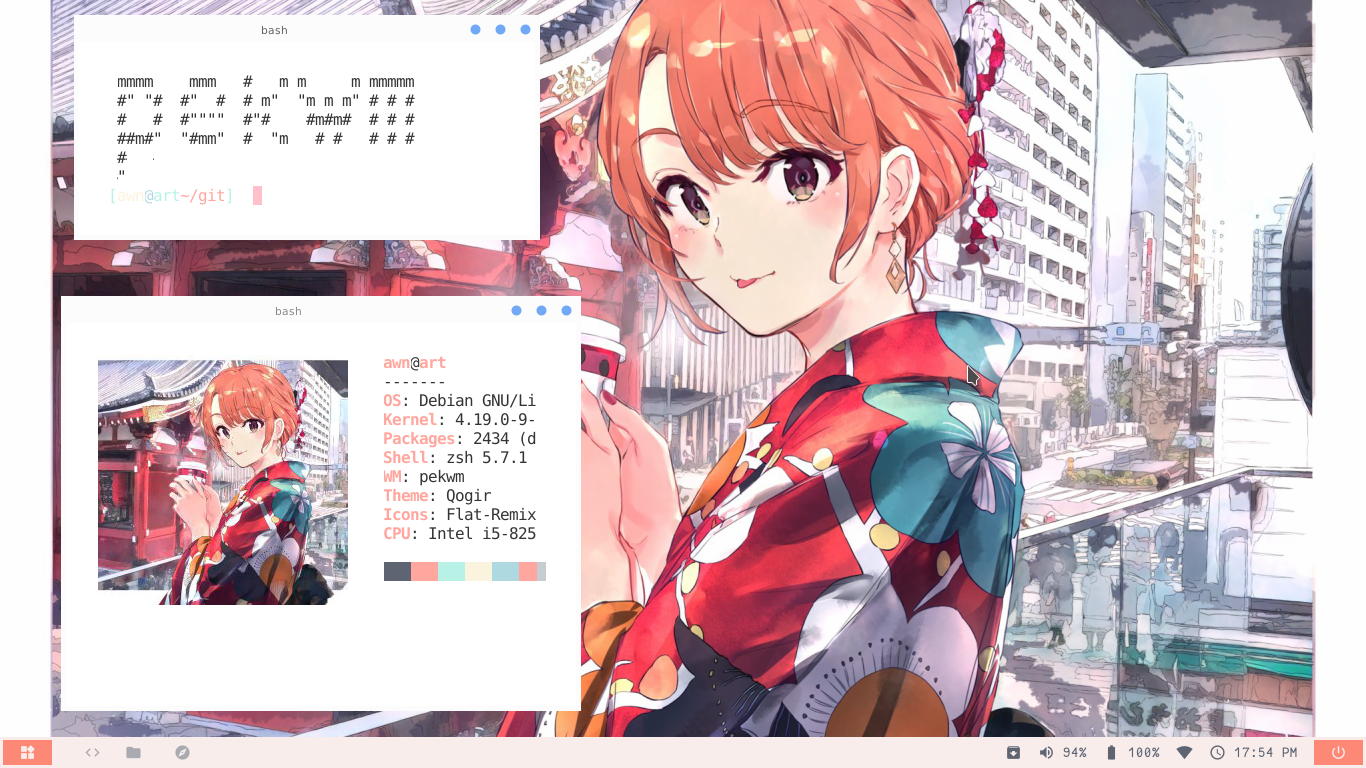 bash
mmmm    mmm   #   m m     m mmmmm
#" "#  #"  #  # m"  "m m m" # # #
#   #  #""""  #"#    #m#m#  # # #
##m#"  "#mm"  #  "m   # #   # # #
#
"
[awn@art~/git]
bash
awn@art
-------
OS: Debian GNU/Li
Kernel: 4.19.0-9-
Packages: 2434 (d
Shell: zsh 5.7.1
WM: pekwm
Theme: Qogir
Icons: Flat-Remix
CPU: Intel i5-825
94% 100% 17:54 PM